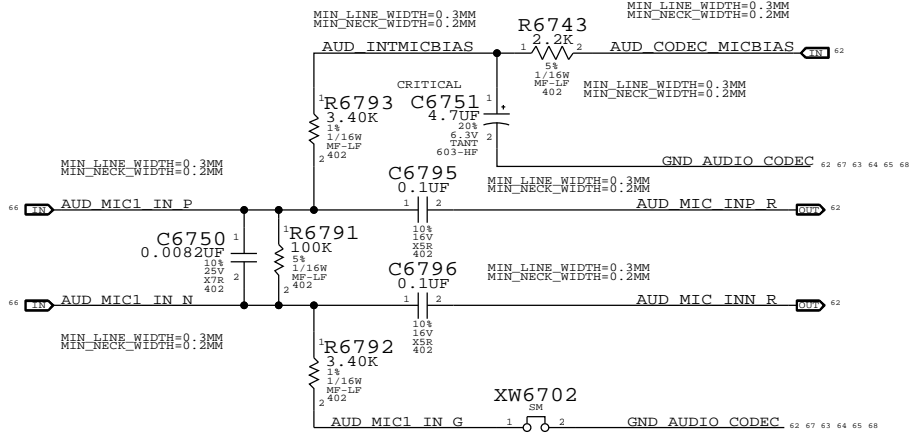 MIN_LINE_WIDTH=0.3MM
MIN_NECK_WIDTH=0.2MM
MIN_LINE_WIDTH=0.3MM
MIN_NECK_WIDTH=0.2MM
R6743
2.2K
AUD_INTMICBIAS
1
2
AUD_CODEC_MICBIAS
IN
62
5%
1/16W
MF-LF
402
MIN_LINE_WIDTH=0.3MM
MIN_NECK_WIDTH=0.2MM
CRITICAL
C6751
4.7UF
20%
6.3V
TANT
603-HF
1
+
2
1
R6793
3.40K
1%
1/16W
MF-LF
402
2
GND_AUDIO_CODEC
62 67 63 64 65 68
MIN_LINE_WIDTH=0.3MM
MIN_NECK_WIDTH=0.2MM
C6795
0.1UF
MIN_LINE_WIDTH=0.3MM
MIN_NECK_WIDTH=0.2MM
66
IN
AUD_MIC1_IN_P
1
2
AUD_MIC_INP_R
OUT
62
10%
16V
X5R
402
C6750
0.0082UF
10%
25V
X7R
402
1
2
1
R6791
100K
5%
1/16W
MF-LF
402
2
C6796
0.1UF
MIN_LINE_WIDTH=0.3MM
MIN_NECK_WIDTH=0.2MM
66
IN
AUD_MIC1_IN_N
1
2
AUD_MIC_INN_R
OUT
62
10%
16V
X5R
402
MIN_LINE_WIDTH=0.3MM
MIN_NECK_WIDTH=0.2MM
1
R6792
3.40K
1%
1/16W
MF-LF
402
2
XW6702
SM
AUD_MIC1_IN_G
1
2
GND_AUDIO_CODEC
62 67 63 64 65 68